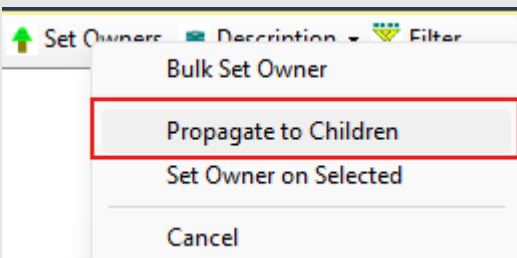 Set Owners Description Filter
Bulk Set Owner
Propagate to Children
Set Owner on Selected
Cancel